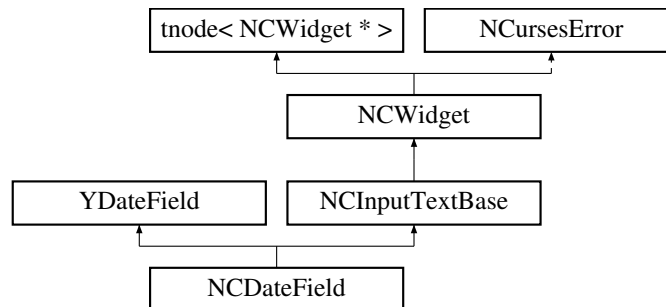 tnode< NCWidget * >
NCursesError
NCWidget
YDateField
NCInputTextBase
NCDateField